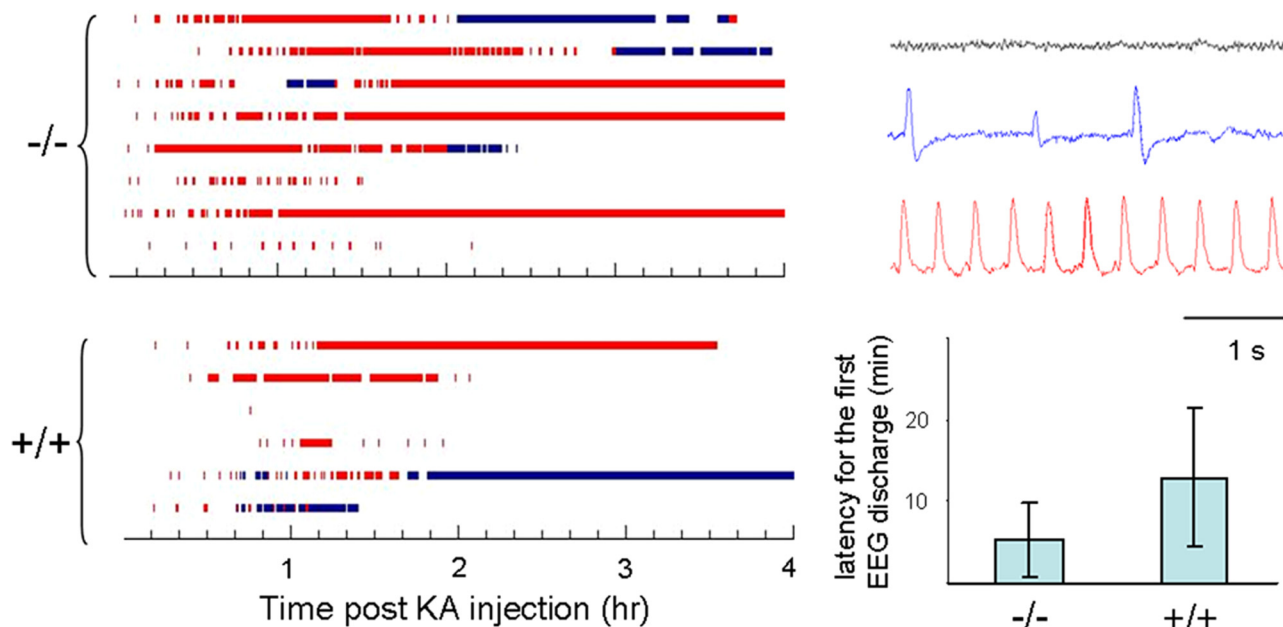 -/-
+/+
1 2 3 4
Time post KA injection (hr)
1 s
latency for the first
EEG discharge (min)
20
10
-/- +/+